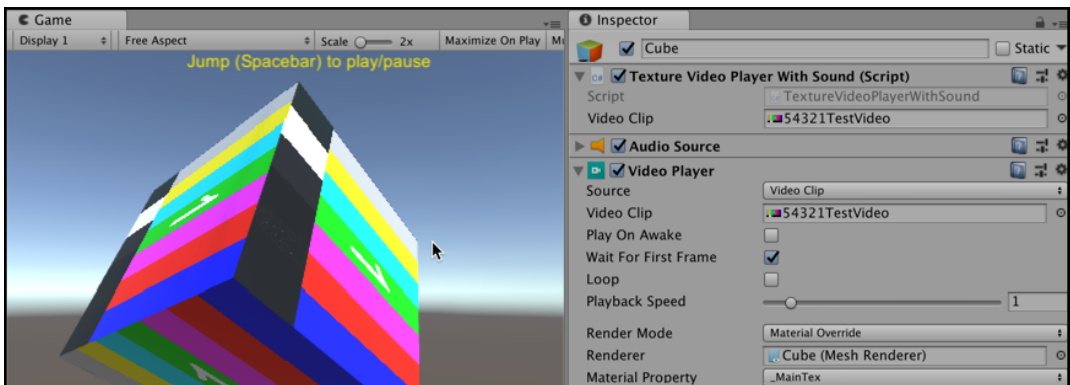 Game
Display 1 Free Aspect Scale 2x Maximize On Play
Jump (Spacebar) to play/pause
1
1
1
Inspector
Cube Static
Texture Video Player With Sound (Script)
Script TextureVideoPlayerWithSound
Video Clip 54321TestVideo
Audio Source
Video Player
Source Video Clip
Video Clip 54321TestVideo
Play On Awake
Wait For First Frame
Loop
Playback Speed 1
Render Mode Material Override
Renderer Cube (Mesh Renderer)
Material Property _MainTex